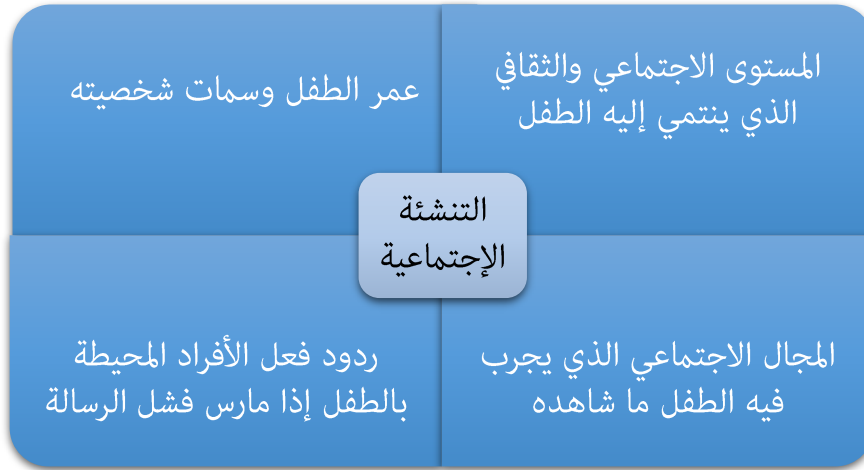 المستوى الاجتماعي والثقافي
الذي ينتمي إليه الطفل
عمر الطفل وسمات شخصيته
التنشئة
الإجتماعية
المجال الاجتماعي الذي يجرب
فيه الطفل ما شاهده
ردود فعل الأفراد المحيطة
بالطفل إذا مارس فشل الرسالة